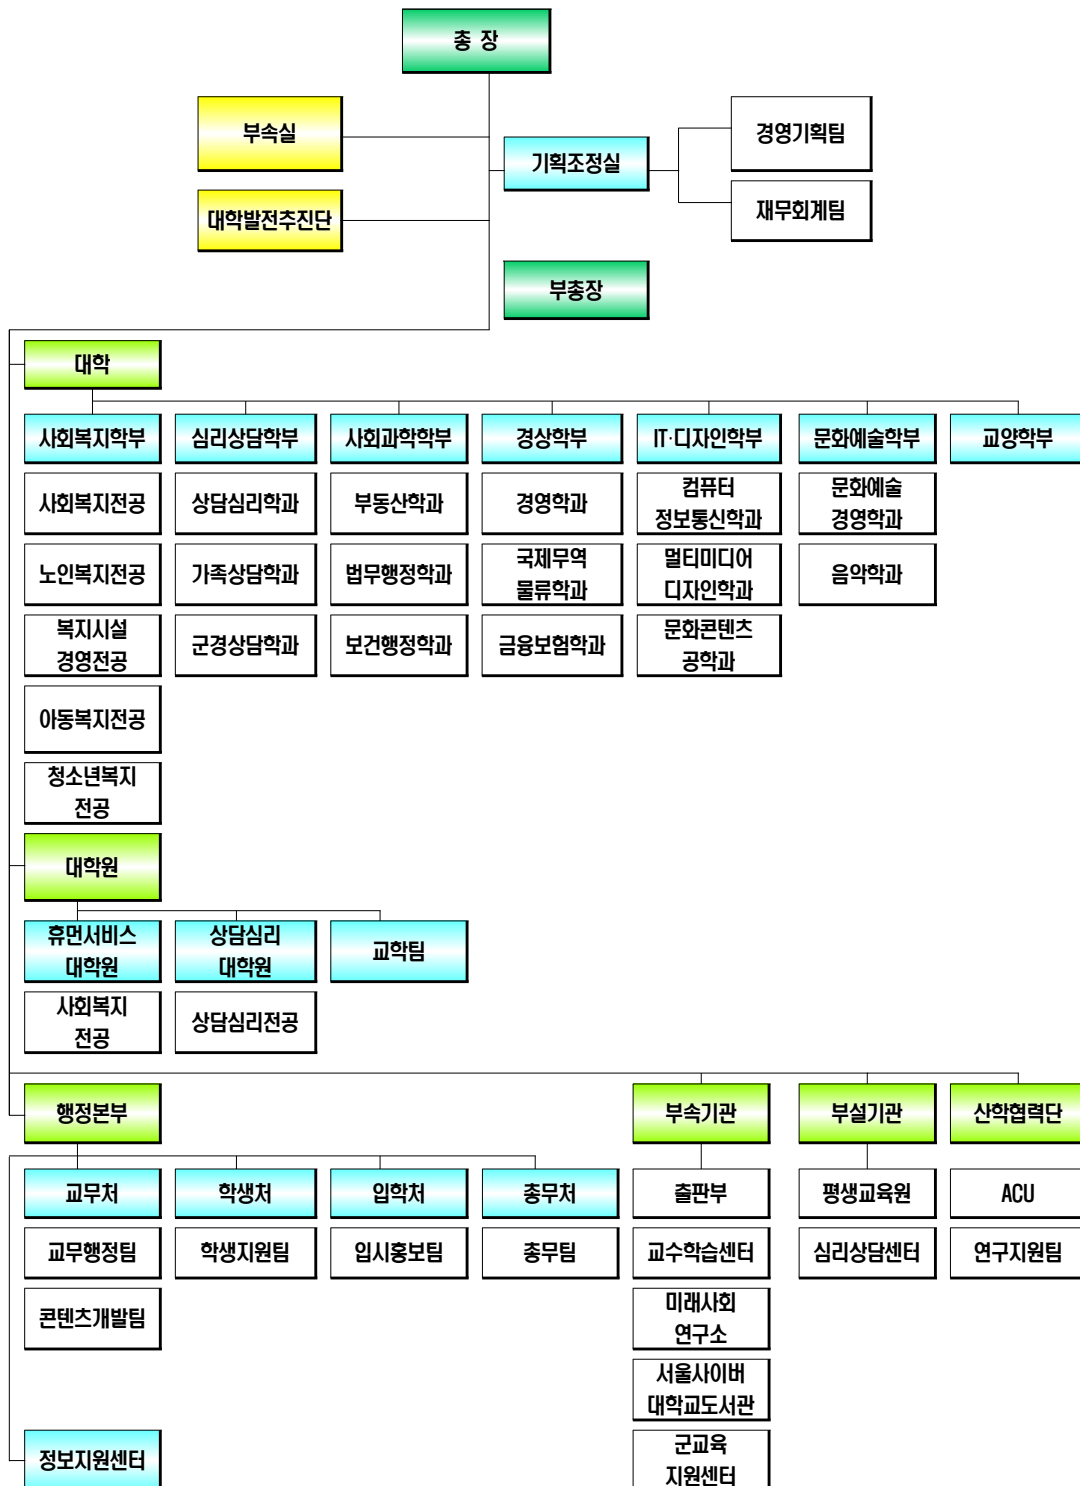 총 장
부속실
기획조정실
경영기획팀
대학발전추진단
재무회계팀
부총장
대학
사회복지학부
심리상담학부
사회과학학부
경상학부
IT·디자인학부
문화예술학부
교양학부
사회복지전공
상담심리학과
부동산학과
경영학과
컴퓨터
정보통신학과
문화예술
경영학과
노인복지전공
가족상담학과
법무행정학과
국제무역
물류학과
멀티미디어
디자인학과
음악학과
복지시설
경영전공
군경상담학과
보건행정학과
금융보험학과
문화콘텐츠
공학과
아동복지전공
청소년복지
전공
대학원
휴먼서비스
대학원
상담심리
대학원
교학팀
사회복지
전공
상담심리전공
행정본부
부속기관
부설기관
산학협력단
교무처
학생처
입학처
총무처
출판부
평생교육원
ACU
교무행정팀
학생지원팀
입시홍보팀
총무팀
교수학습센터
심리상담센터
연구지원팀
콘텐츠개발팀
미래사회
연구소
서울사이버
대학교도서관
정보지원센터
군교육
지원센터